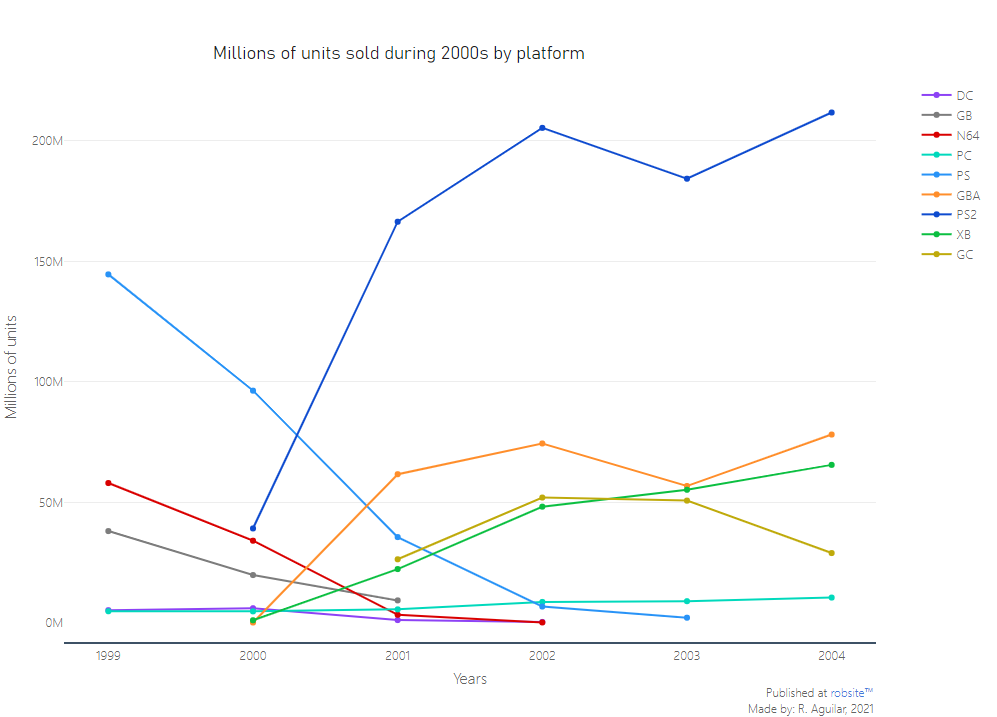 Millions of units sold during 2000s by platform
DC
GB
N64
PC
PS
GBA
PS2
XB
GC
200M
150M
100M
50M
0M
Millions of units
1999 2000 2001 2002 2003 2004
Years
Published at robsite™
Made by: R. Aguilar, 2021